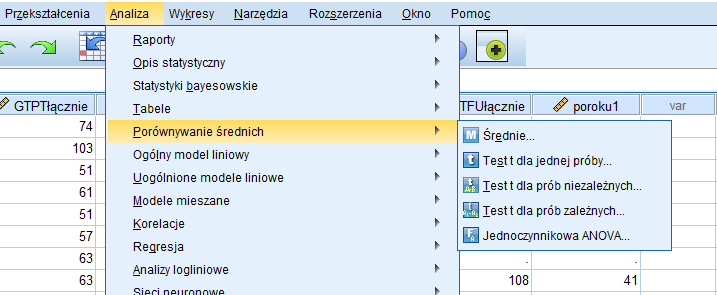 Przekształcenia Analiza Wykresy Narzędzia Rozszerzenia Okno Pomoc
Raporty
Opis statystyczny
Statystyki bayesowskie
Tabele
Porównywanie średnich
Ogólny model liniowy
Uogólnione modele liniowe
Modele mieszane
Korelacje
Regresja
Analizy logliniowe
Sieci neuronowe
M Średnie...
t Test t dla jednej próby...
Test t dla prób niezależnych...
Test t dla prób zależnych...
Jednoczynnikowa ANOVA...
GTPTłącznie TFUłącznie poroku1 var
74
103
51
61
51
57
63 . .
63 108 41